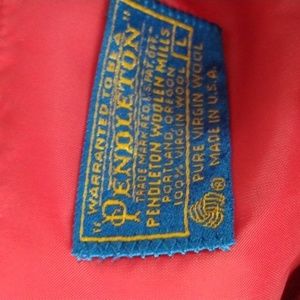 WARRANTED TO BE A
"PENDLETON"
TRADE MARK REG. U.S. PAT. OFF.
PENDLETON WOOLEN MILLS
PORTLAND, OREGON
100% VIRGIN WOOL
L
PURE VIRGIN WOOL
MADE IN U.S.A.
®